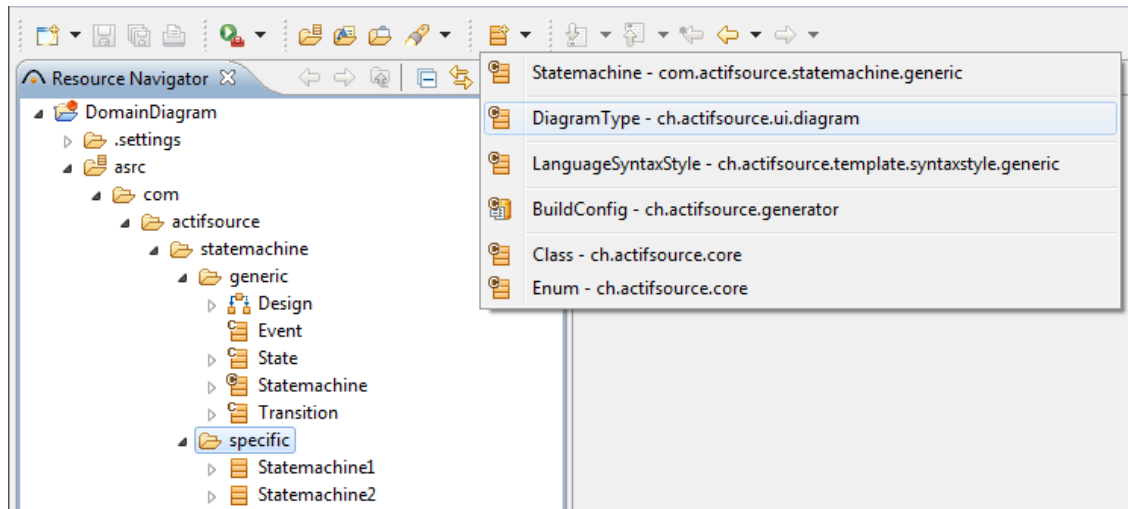 Resource Navigator
DomainDiagram
.settings
asrc
com
actifsource
statemachine
generic
Design
Event
State
Statemachine
Transition
specific
Statemachine1
Statemachine2
Statemachine - com.actifsource.statemachine.generic
DiagramType - ch.actifsource.ui.diagram
LanguageSyntaxStyle - ch.actifsource.template.syntaxstyle.generic
BuildConfig - ch.actifsource.generator
Class - ch.actifsource.core
Enum - ch.actifsource.core